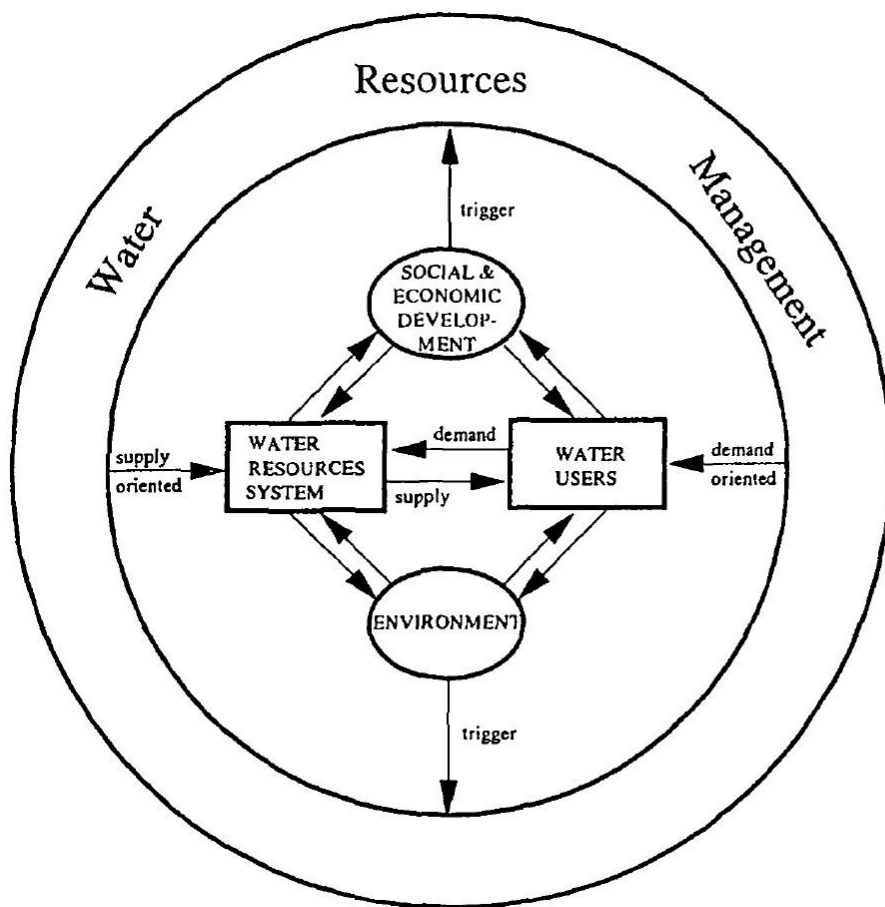 Water
Resources
Management
trigger
SOCIAL &
ECONOMIC
DEVELOP-
MENT
supply
oriented
WATER
RESOURCES
SYSTEM
demand
supply
WATER
USERS
demand
oriented
ENVIRONMENT
trigger